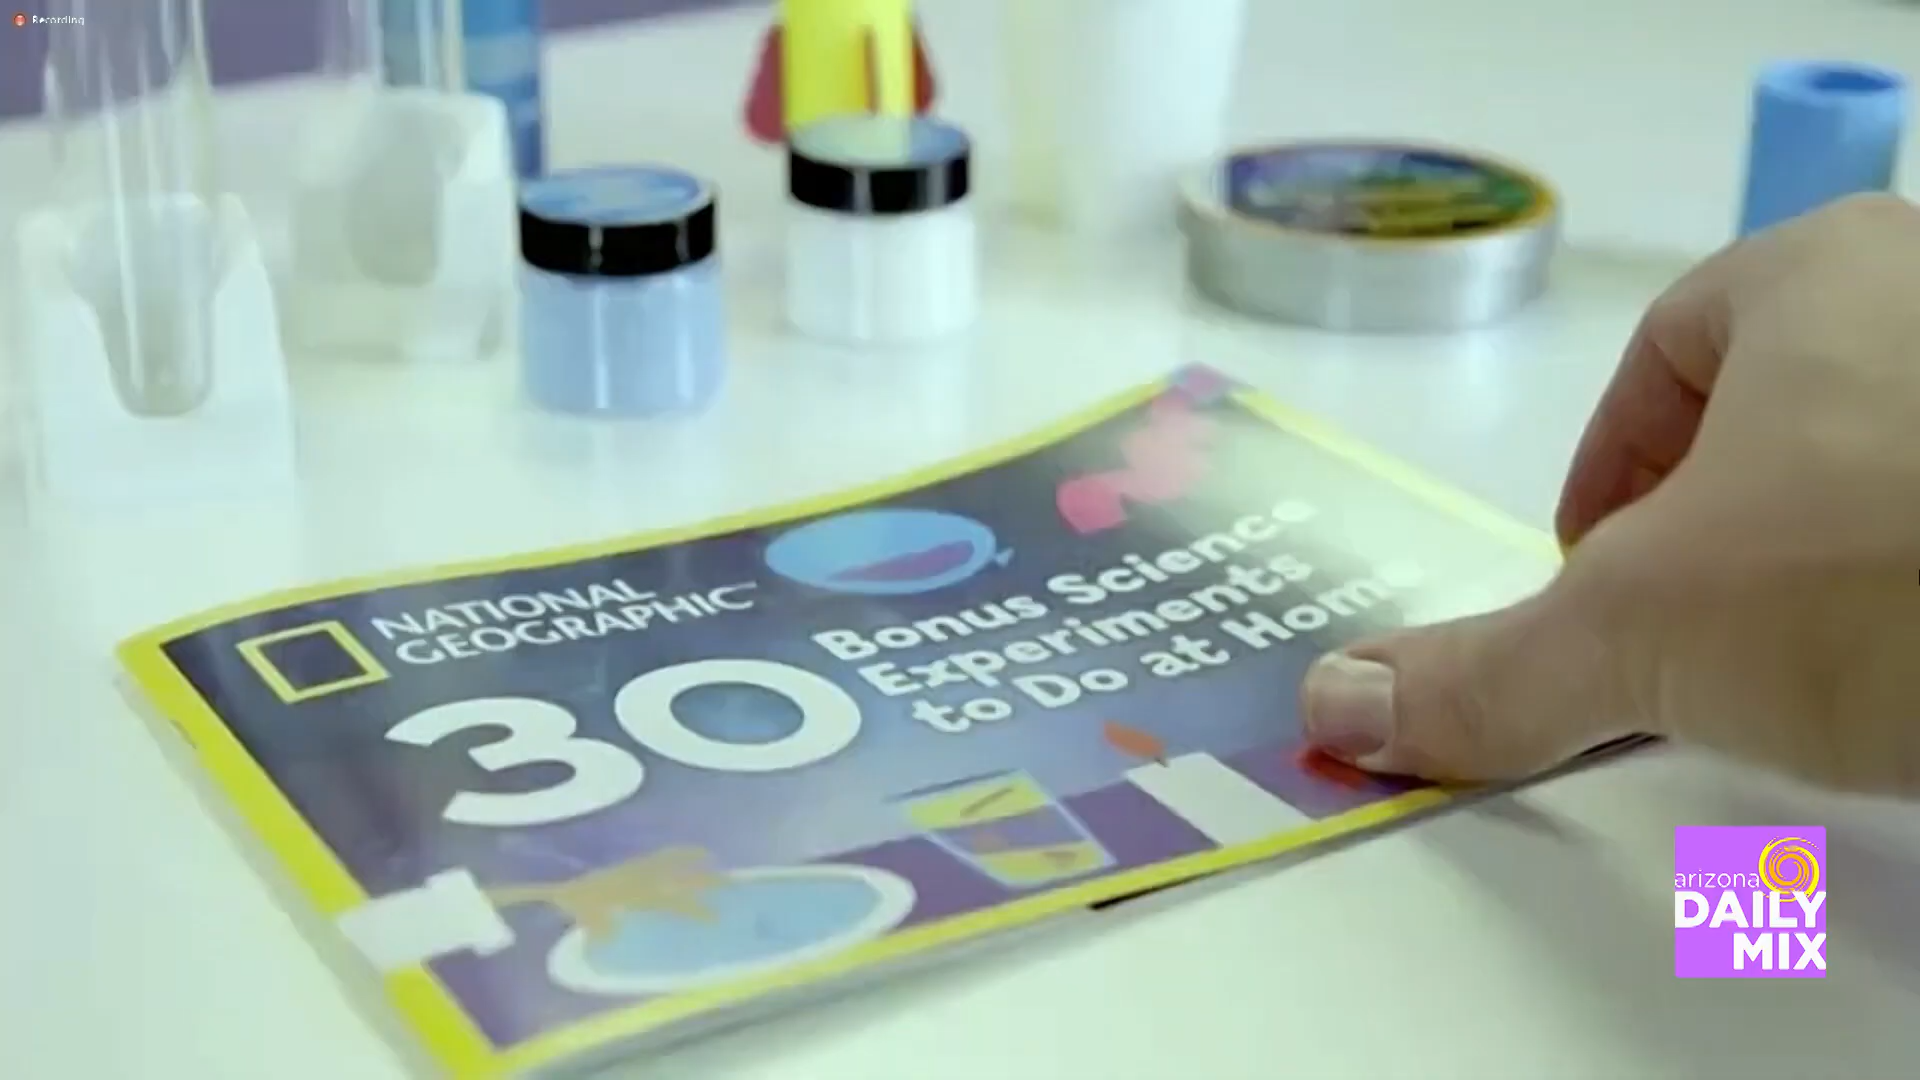 Recording
NATIONAL
GEOGRAPHIC
30
Bonus Science
Experiments
to Do at Home
arizona
DAILY
MIX